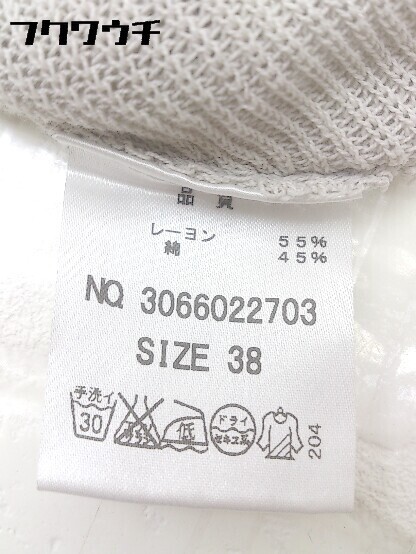 フクワウチ
品質
レーヨン 55%
綿 45%
NQ 3066022703
SIZE 38
手洗イ 30 低 ドライ セキユ系
204